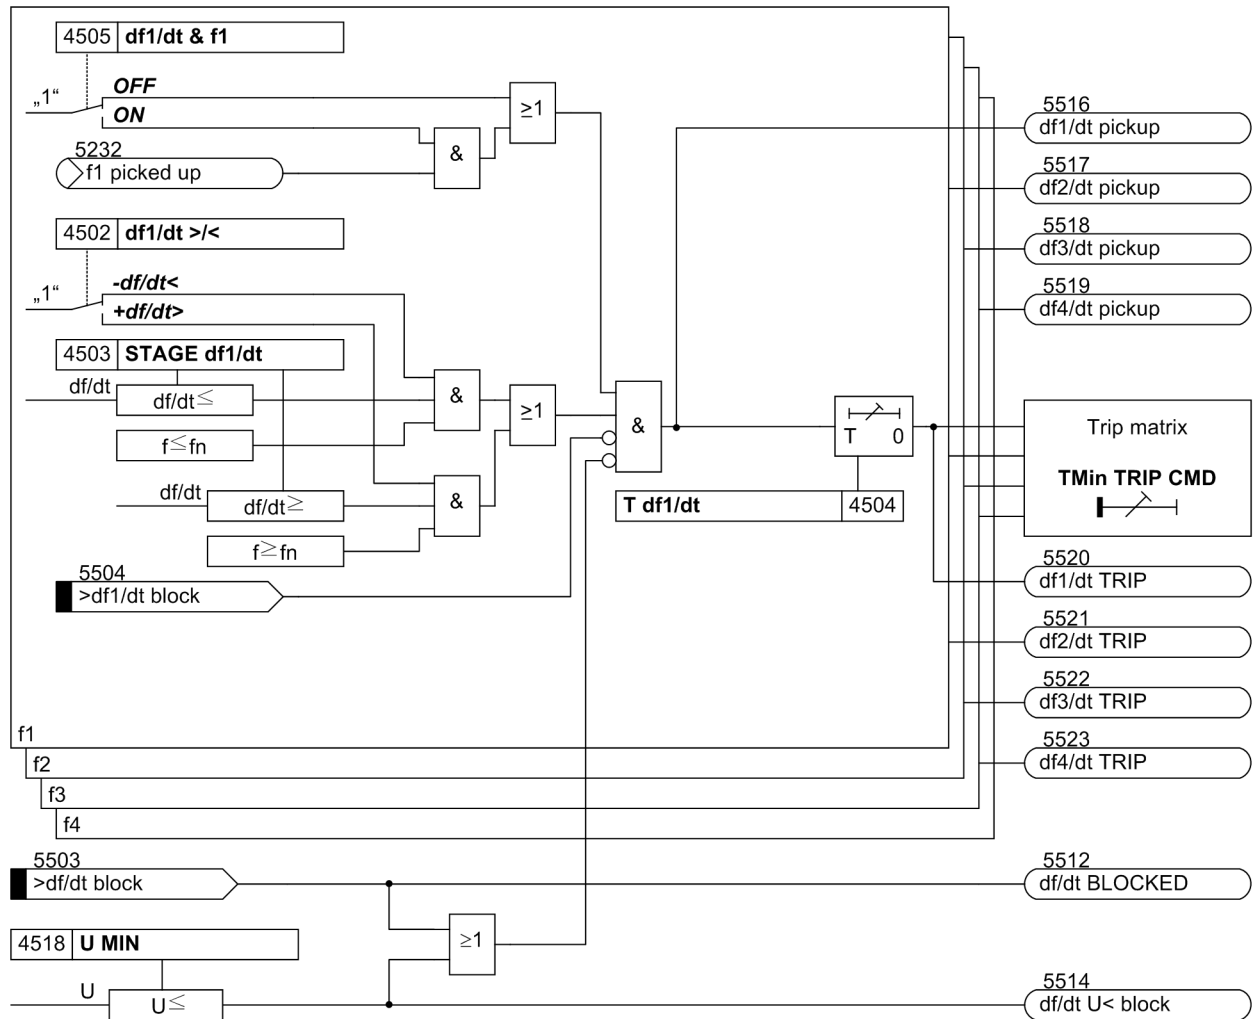 4505 df1/dt & f1
OFF
„1“
ON
≥1
&
5232
f1 picked up
4502 df1/dt >/<
-df/dt<
„1“
+df/dt>
4503 STAGE df1/dt
df/dt
df/dt≤
&
≥1
f≤fn
&
df/dt
df/dt≥
&
f≥fn
5504
>df1/dt block
T 0
T df1/dt 4504
5516
df1/dt pickup
5517
df2/dt pickup
5518
df3/dt pickup
5519
df4/dt pickup
Trip matrix
TMin TRIP CMD
5520
df1/dt TRIP
5521
df2/dt TRIP
5522
df3/dt TRIP
5523
df4/dt TRIP
f1
f2
f3
f4
5503
>df/dt block
5512
df/dt BLOCKED
4518 U MIN
≥1
U
U≤
5514
df/dt U< block